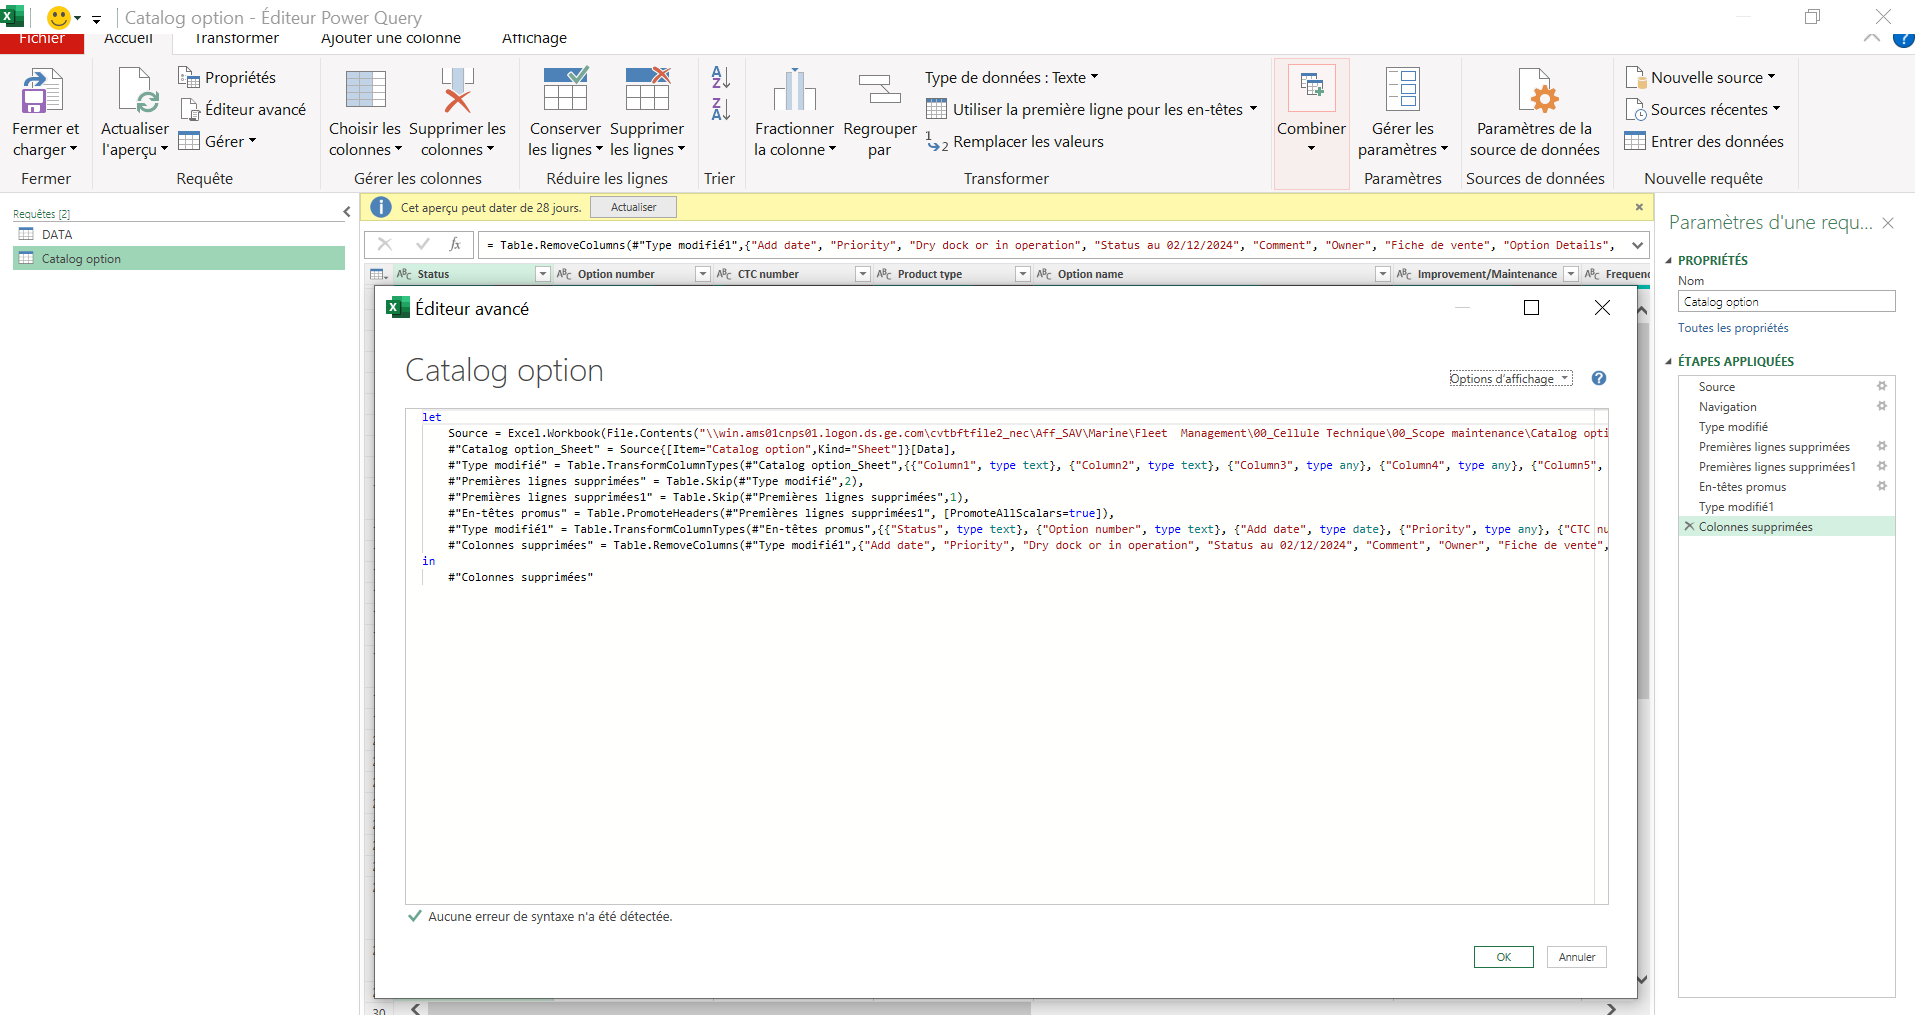 Catalog option - Éditeur Power Query
Fichier
Accueil
Transformer
Ajouter une colonne
Affichage
Fermer et charger
Fermer
Actualiser l'aperçu
Propriétés
Éditeur avancé
Gérer
Requête
Choisir les colonnes
Supprimer les colonnes
Gérer les colonnes
Conserver les lignes
Supprimer les lignes
Réduire les lignes
A Z
Z A
Trier
Fractionner la colonne
Regrouper par
Type de données : Texte
Utiliser la première ligne pour les en-têtes
1 2 Remplacer les valeurs
Transformer
Combiner
Gérer les paramètres
Paramètres
Paramètres de la source de données
Sources de données
Nouvelle source
Sources récentes
Entrer des données
Nouvelle requête
Requêtes [2]
DATA
Catalog option
Cet aperçu peut dater de 28 jours.
Actualiser
fx
= Table.RemoveColumns(#"Type modifié1",{"Add date", "Priority", "Dry dock or in operation", "Status au 02/12/2024", "Comment", "Owner", "Fiche de vente", "Option Details",
ABC Status
ABC Option number
ABC CTC number
ABC Product type
ABC Option name
ABC Improvement/Maintenance
ABC Frequenc
Éditeur avancé
Catalog option
Options d'affichage
let
Source = Excel.Workbook(File.Contents("\\win.ams01cnps01.logon.ds.ge.com\cvtbftfile2_nec\Aff_SAV\Marine\Fleet  Management\00_Cellule Technique\00_Scope maintenance\Catalog opti
#"Catalog option_Sheet" = Source{[Item="Catalog option",Kind="Sheet"]}[Data],
#"Type modifié" = Table.TransformColumnTypes(#"Catalog option_Sheet",{{"Column1", type text}, {"Column2", type text}, {"Column3", type any}, {"Column4", type any}, {"Column5",
#"Premières lignes supprimées" = Table.Skip(#"Type modifié",2),
#"Premières lignes supprimées1" = Table.Skip(#"Premières lignes supprimées",1),
#"En-têtes promus" = Table.PromoteHeaders(#"Premières lignes supprimées1", [PromoteAllScalars=true]),
#"Type modifié1" = Table.TransformColumnTypes(#"En-têtes promus",{{"Status", type text}, {"Option number", type text}, {"Add date", type date}, {"Priority", type any}, {"CTC nu
#"Colonnes supprimées" = Table.RemoveColumns(#"Type modifié1",{"Add date", "Priority", "Dry dock or in operation", "Status au 02/12/2024", "Comment", "Owner", "Fiche de vente",
in
#"Colonnes supprimées"
Aucune erreur de syntaxe n'a été détectée.
OK
Annuler
30
Paramètres d'une requ...
PROPRIÉTÉS
Nom
Catalog option
Toutes les propriétés
ÉTAPES APPLIQUÉES
Source
Navigation
Type modifié
Premières lignes supprimées
Premières lignes supprimées1
En-têtes promus
Type modifié1
Colonnes supprimées